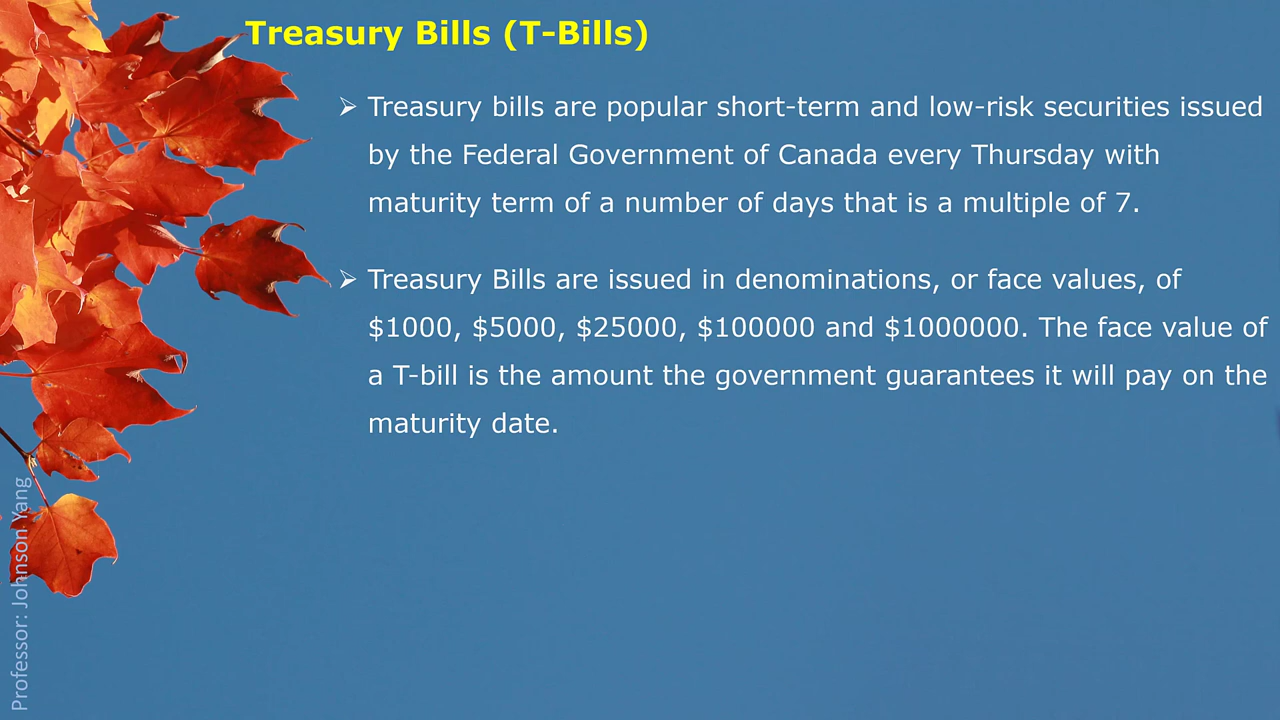 Treasury Bills (T-Bills)
➢ Treasury bills are popular short-term and low-risk securities issued
by the Federal Government of Canada every Thursday with
maturity term of a number of days that is a multiple of 7.
➢ Treasury Bills are issued in denominations, or face values, of
$1000, $5000, $25000, $100000 and $1000000. The face value of
a T-bill is the amount the government guarantees it will pay on the
maturity date.
Professor: Johnson Yang